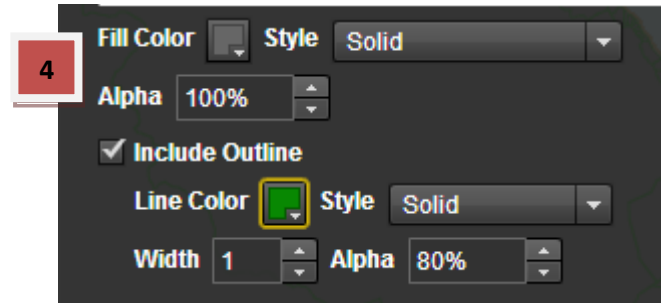 4
Fill Color Style Solid
Alpha 100%
Include Outline
Line Color Style Solid
Width 1 Alpha 80%